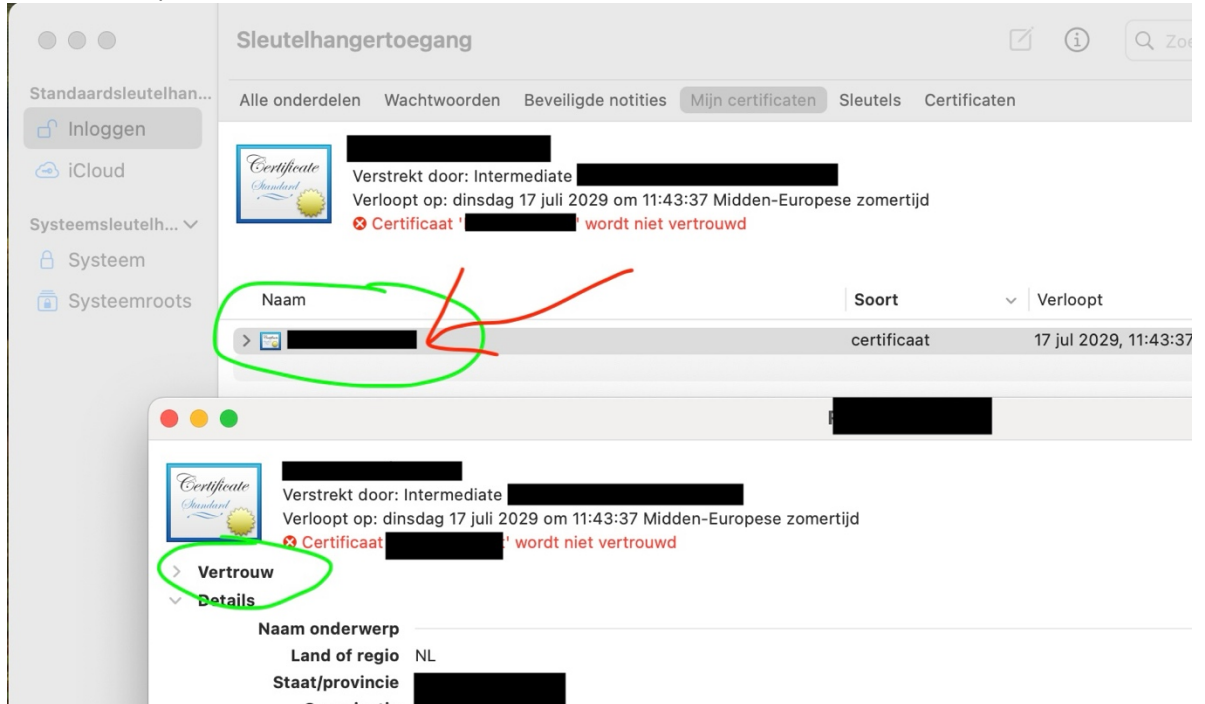 Sleutelhangertoegang
Standaardsleutelhan...
Inloggen
iCloud
Systeemsleutelh...
Systeem
Systeemroots
Alle onderdelen Wachtwoorden Beveiligde notities Mijn certificaten Sleutels Certificaten
Certificate
Standard
Verstrekt door: Intermediate
Verloopt op: dinsdag 17 juli 2029 om 11:43:37 Midden-Europese zomertijd
Certificaat ' ' wordt niet vertrouwd
Naam Soort Verloopt
certificaat 17 jul 2029, 11:43:37
Certificate
Standard
Verstrekt door: Intermediate
Verloopt op: dinsdag 17 juli 2029 om 11:43:37 Midden-Europese zomertijd
Certificaat ' wordt niet vertrouwd
Vertrouw
Details
Naam onderwerp
Land of regio NL
Staat/provincie